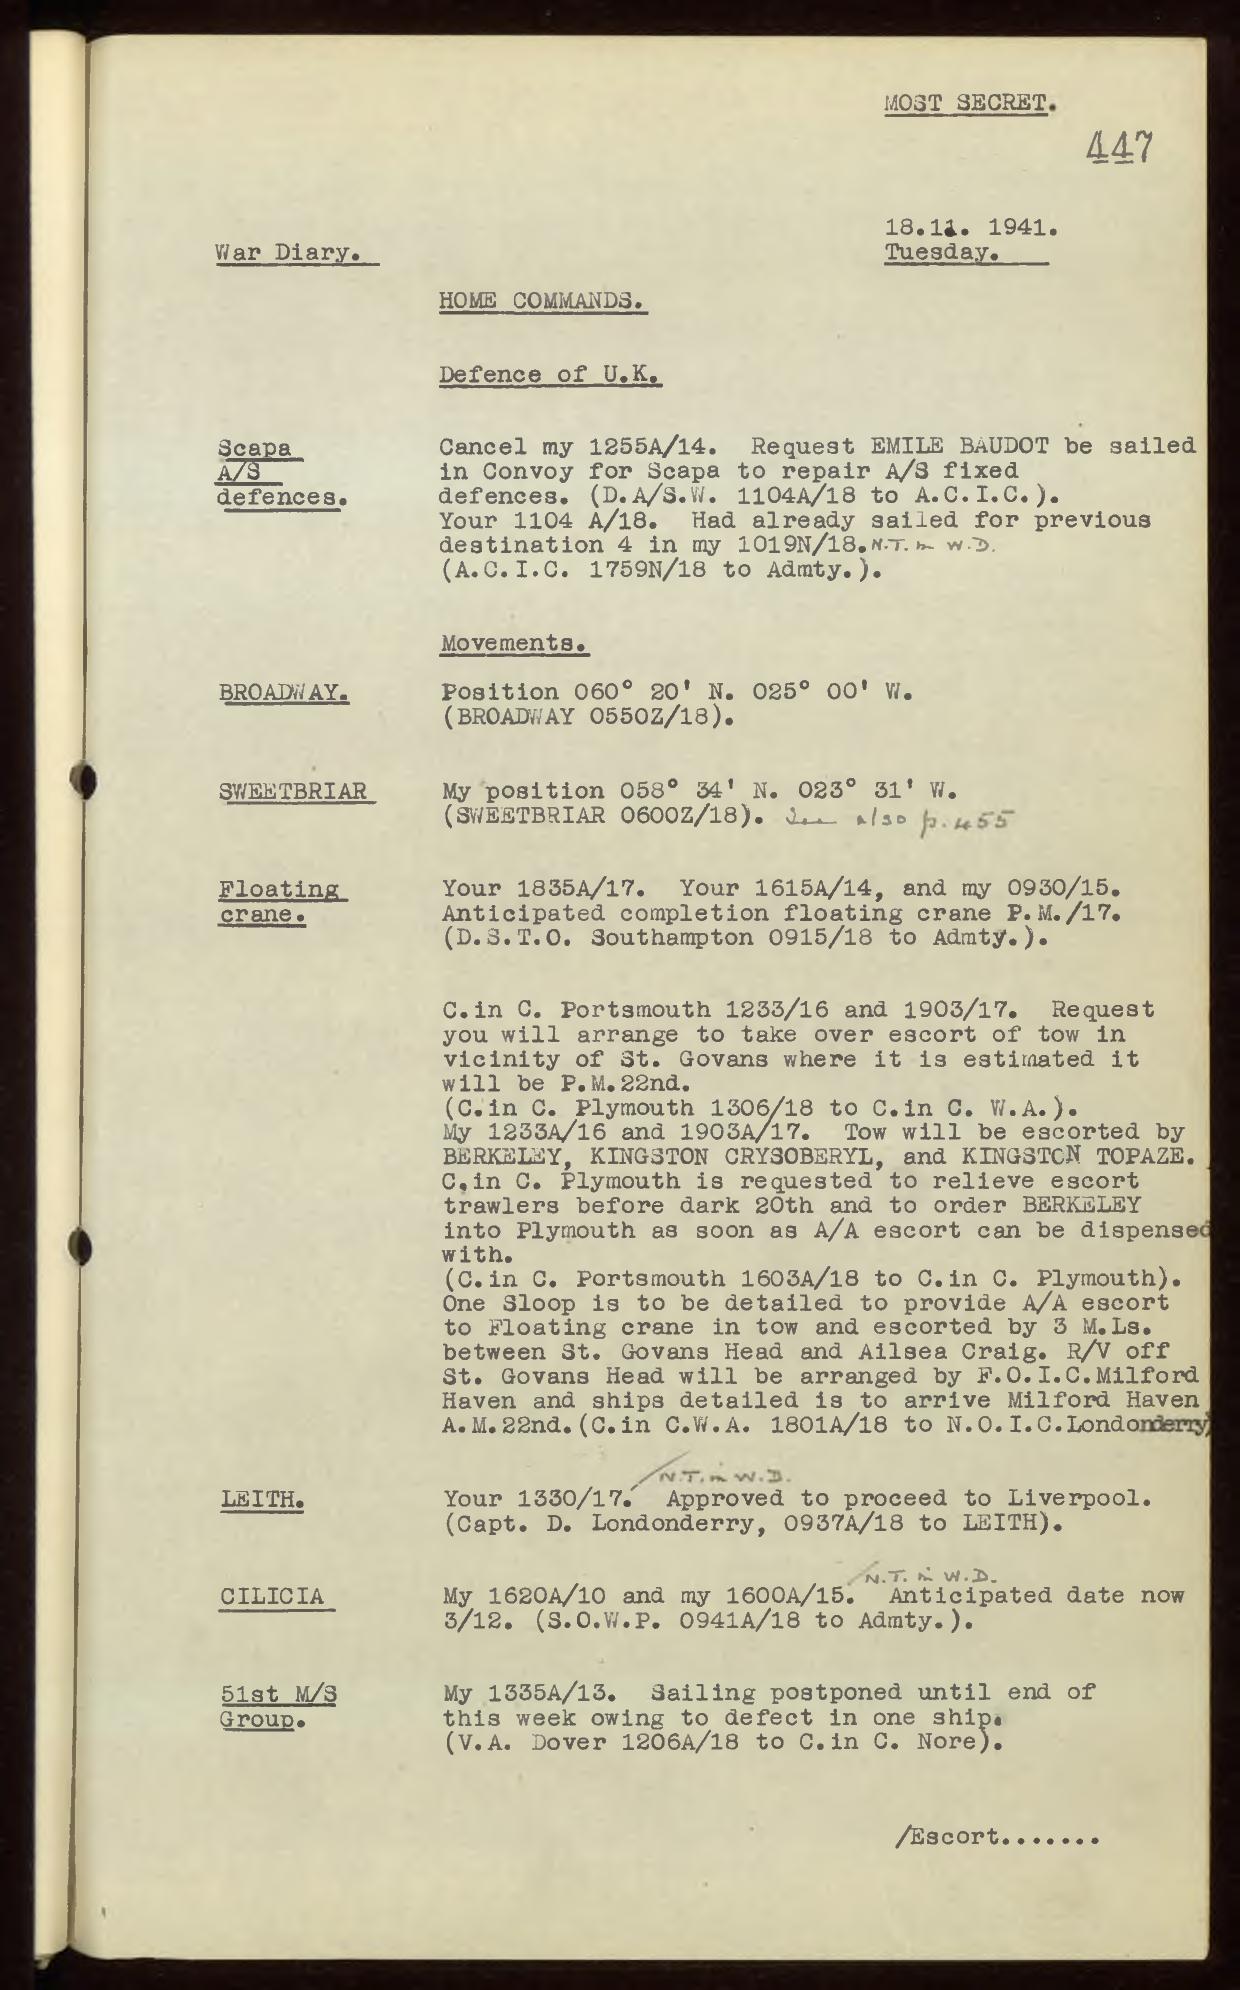 MOST SECRET.
447
18.11. 1941.
War Diary.
Tuesday.
HOME COMMANDS.
Defence of U.K.
Scapa
A/S
defences.
Cancel my 1255A/14. Request EMILE BAUDOT be sailed
in Convoy for Scapa to repair A/S fixed
defences. (D.A/S.W. 1104A/18 to A.C.I.C.).
Your 1104 A/18. Had already sailed for previous
destination 4 in my 1019N/18. N.T. in W.D.
(A.C.I.C. 1759N/18 to Admty.).
Movements.
BROADWAY.
Position 060° 20' N. 025° 00' W.
(BROADWAY 0550Z/18).
SWEETBRIAR
My position 058° 34' N. 023° 31' W.
(SWEETBRIAR 0600Z/18). See also p.455
Floating
crane.
Your 1835A/17. Your 1615A/14, and my 0930/15.
Anticipated completion floating crane P.M./17.
(D.S.T.O. Southampton 0915/18 to Admty.).
C.in C. Portsmouth 1233/16 and 1903/17. Request
you will arrange to take over escort of tow in
vicinity of St. Govans where it is estimated it
will be P.M.22nd.
(C.in C. Plymouth 1306/18 to C.in C. W.A.).
My 1233A/16 and 1903A/17. Tow will be escorted by
BERKELEY, KINGSTON CRYSOBERYL, and KINGSTON TOPAZE.
C,in C. Plymouth is requested to relieve escort
trawlers before dark 20th and to order BERKELEY
into Plymouth as soon as A/A escort can be dispensed
with.
(C.in C. Portsmouth 1603A/18 to C.in C. Plymouth).
One Sloop is to be detailed to provide A/A escort
to Floating crane in tow and escorted by 3 M.Ls.
between St. Govans Head and Ailsea Craig. R/V off
St. Govans Head will be arranged by F.O.I.C.Milford
Haven and ships detailed is to arrive Milford Haven
A.M.22nd.(C.in C.W.A. 1801A/18 to N.O.I.C.Londonderry)
N.T. in W.D.
LEITH.
Your 1330/17. Approved to proceed to Liverpool.
(Capt. D. Londonderry, 0937A/18 to LEITH).
N.T. in W.D.
CILICIA
My 1620A/10 and my 1600A/15. Anticipated date now
3/12. (S.O.W.P. 0941A/18 to Admty.).
51st M/S
Group.
My 1335A/13. Sailing postponed until end of
this week owing to defect in one ship.
(V.A. Dover 1206A/18 to C.in C. Nore).
/Escort.......